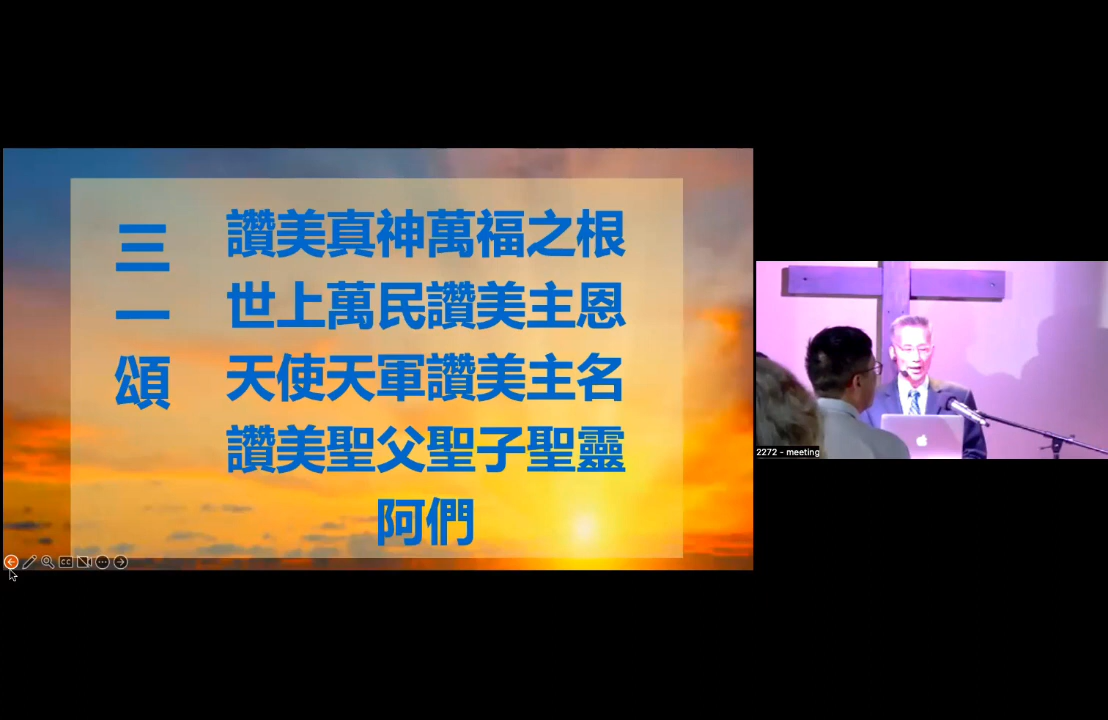 三一頌
讚美真神萬福之根
世上萬民讚美主恩
天使天軍讚美主名
讚美聖父聖子聖靈
阿們
CC
2272 - meeting